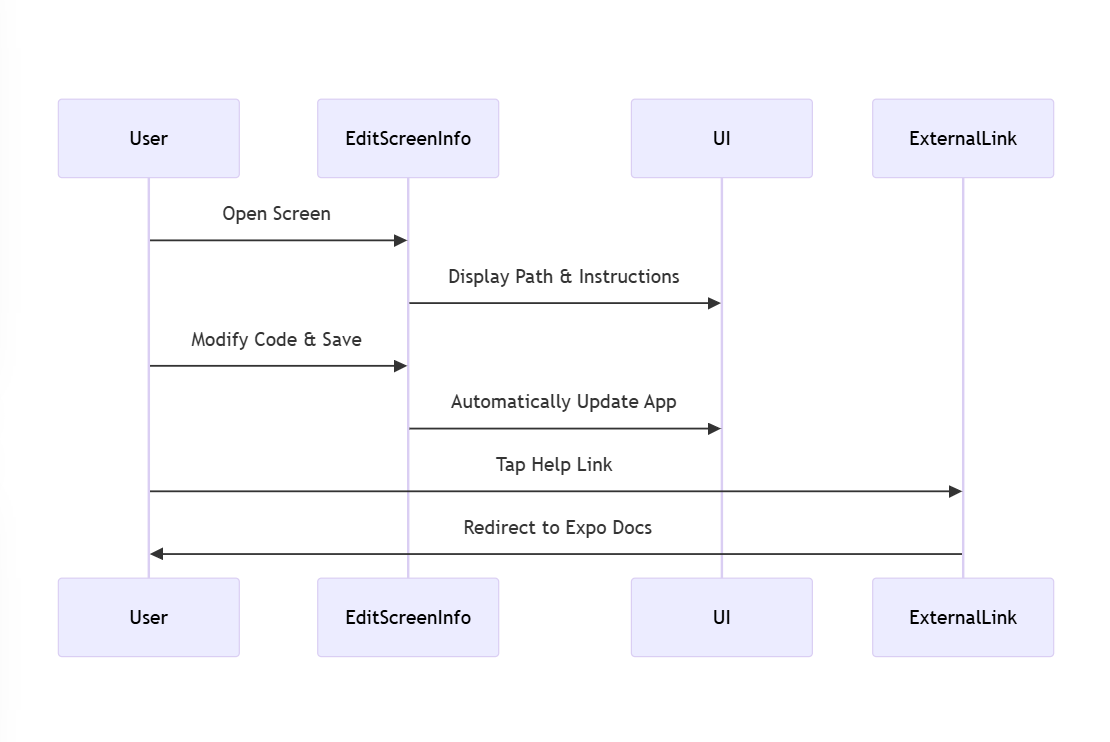 User
EditScreenInfo
UI
ExternalLink
Open Screen
Display Path & Instructions
Modify Code & Save
Automatically Update App
Tap Help Link
Redirect to Expo Docs
User
EditScreenInfo
UI
ExternalLink